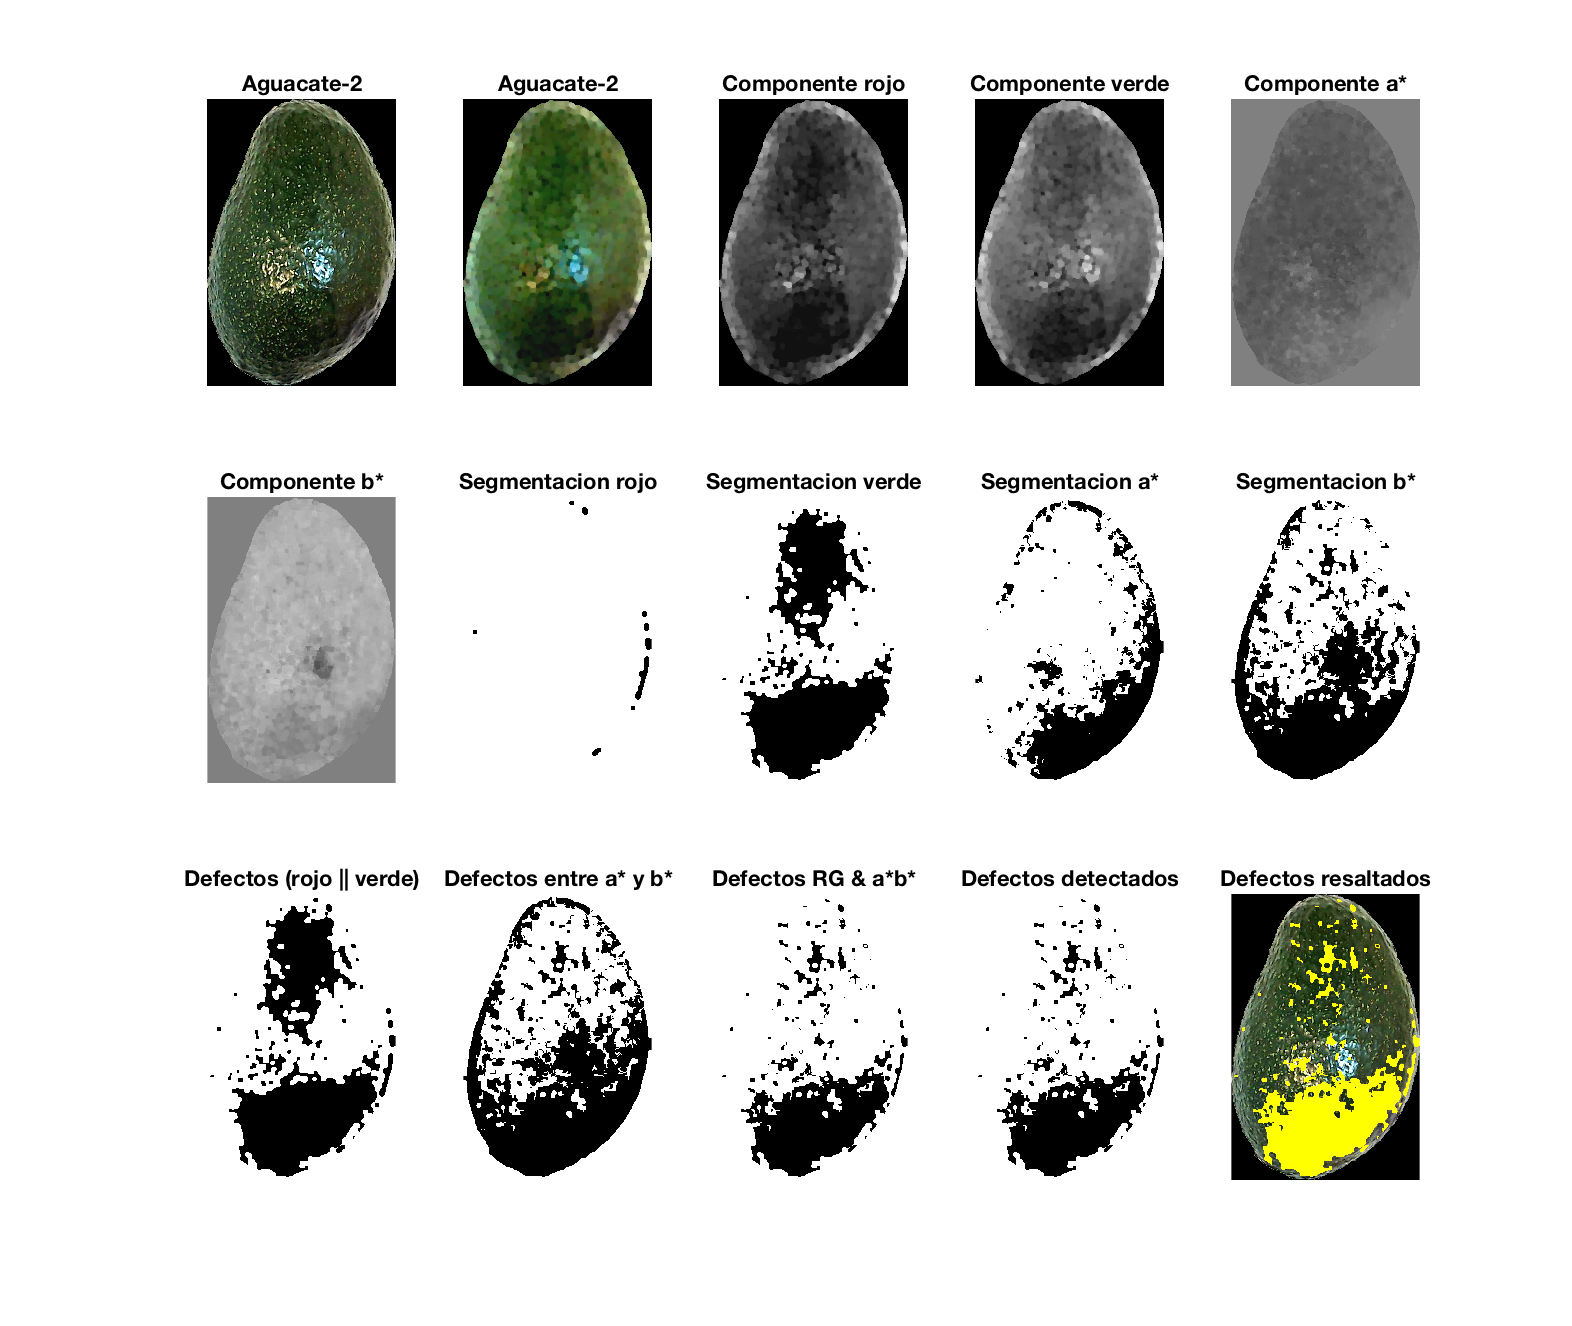 Aguacate-2
Aguacate-2
Componente rojo
Componente verde
Componente a*
Componente b*
Segmentacion rojo
Segmentacion verde
Segmentacion a*
Segmentacion b*
Defectos (rojo || verde)
Defectos entre a* y b*
Defectos RG & a*b*
Defectos detectados
Defectos resaltados